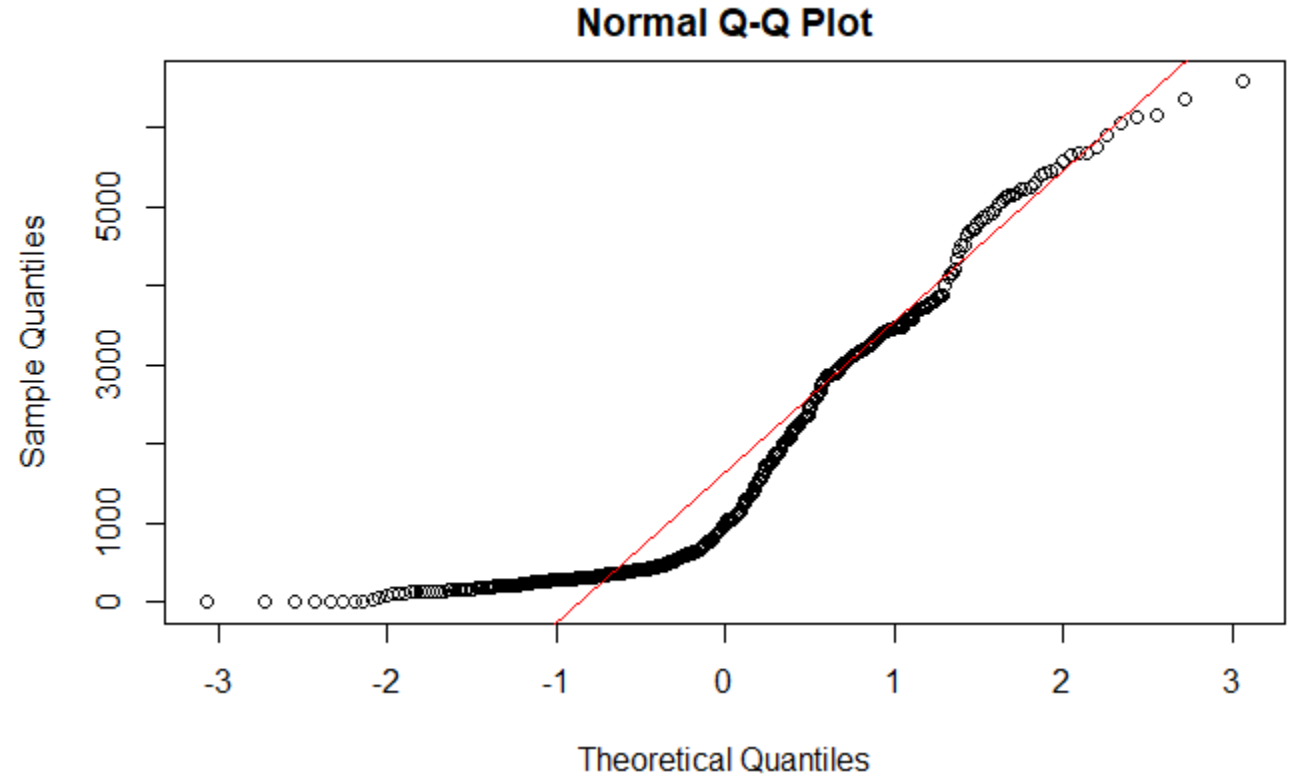 Normal Q-Q Plot
Sample Quantiles
5000
3000
1000
0
-3 -2 -1 0 1 2 3
Theoretical Quantiles